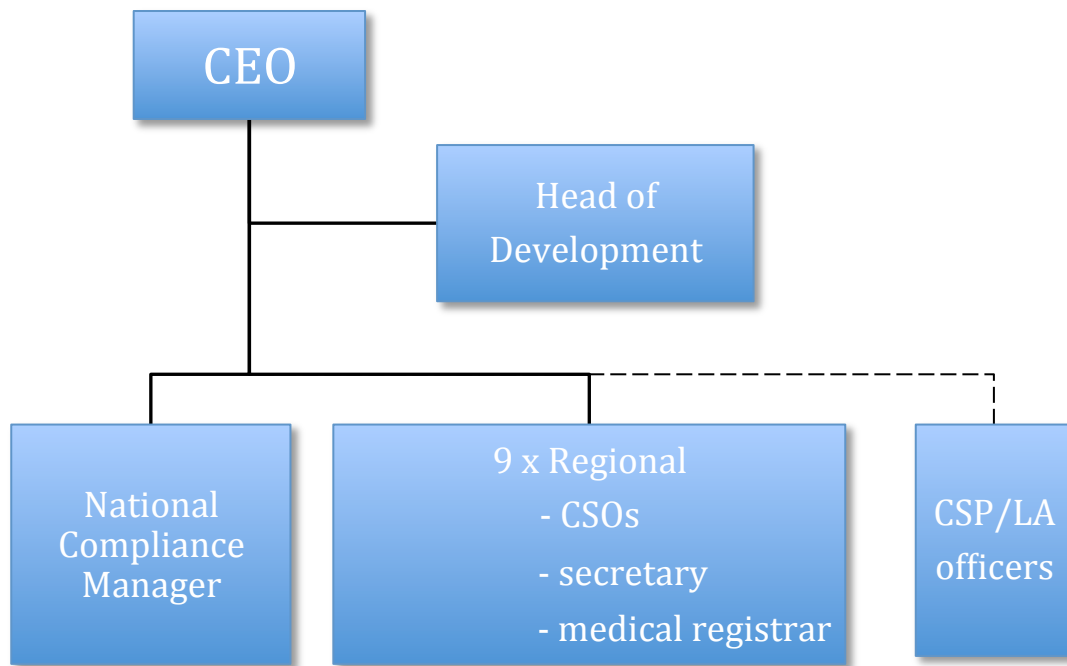 CEO
Head of
Development
National
Compliance
Manager
9 x Regional
- CSOs
- secretary
- medical registrar
CSP/LA
officers